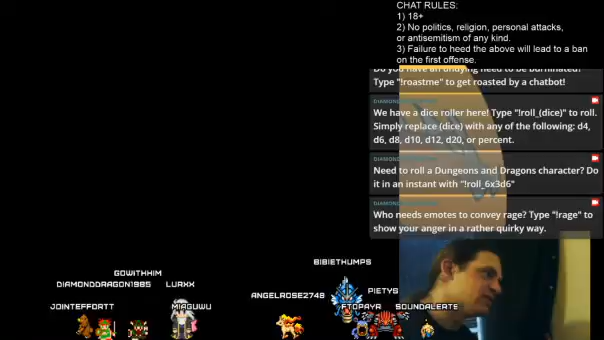 CHAT RULES:
1) 18+
2) No politics, religion, personal attacks,
or antisemitism of any kind.
3) Failure to heed the above will lead to a ban
on the first offense.
Do you have an undying need to be burninated?
Type "!roastme" to get roasted by a chatbot!
We have a dice roller here! Type "!roll_(dice)" to roll.
Simply replace (dice) with any of the following: d4,
d6, d8, d10, d12, d20, or percent.
Need to roll a Dungeons and Dragons character? Do
it in an instant with "!roll_6x3d6"
Who needs emotes to convey rage? Type "!rage" to
show your anger in a rather quirky way.
BIBIETHUMPS
GOWITHHIM
DIAMONDDRAGON1985 LURXX
ANGELROSE2748
PIETYS
JOINTEFFORTT
MIAGUWU
FTOPAYR
SOUNDALERTS